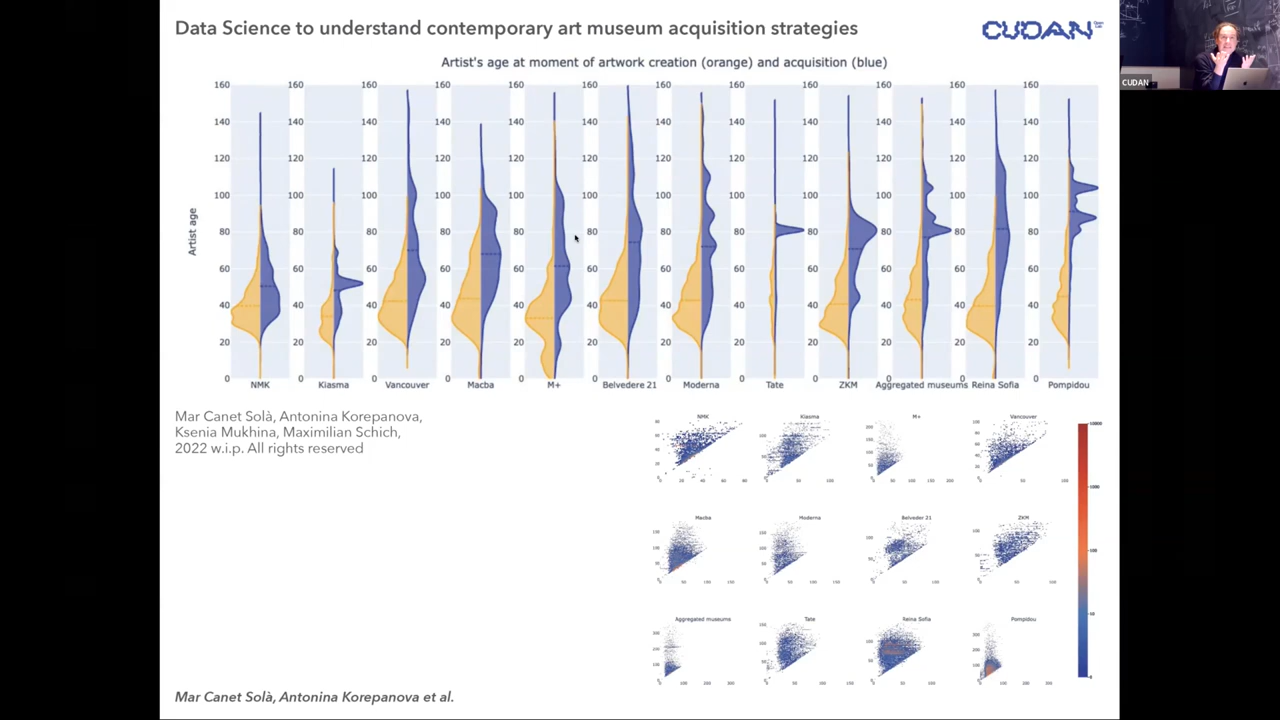 Data Science to understand contemporary art museum acquisition strategies
CUDAN Open Lab
CUDAN
Artist's age at moment of artwork creation (orange) and acquisition (blue)
Artist age
160 160 160 160 160 160 160 160 160 160 160 160
140 140 140 140 140 140 140 140 140 140 140 140
120 120 120 120 120 120 120 120 120 120 120 120
100 100 100 100 100 100 100 100 100 100 100 100
80 80 80 80 80 80 80 80 80 80 80 80
60 60 60 60 60 60 60 60 60 60 60 60
40 40 40 40 40 40 40 40 40 40 40 40
20 20 20 20 20 20 20 20 20 20 20 20
0 0 0 0 0 0 0 0 0 0 0 0
NMK Kiasma Vancouver Macba M+ Belvedere 21 Moderna Tate ZKM Aggregated museums Reina Sofia Pompidou
Mar Canet Solà, Antonina Korepanova,
Ksenia Mukhina, Maximilian Schich,
2022 w.i.p. All rights reserved
NMK Kiasma M+ Vancouver
Macba Moderna Belveder 21 ZKM
Aggregated museums Tate Reina Sofia Pompidou
Mar Canet Solà, Antonina Korepanova et al.